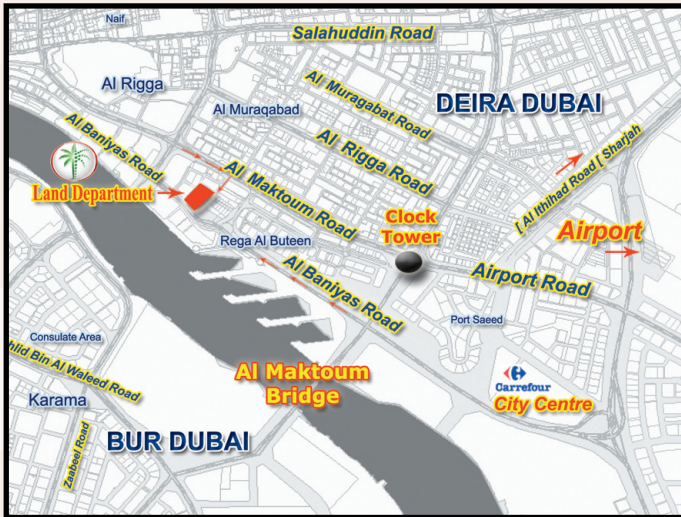 Naif
Salahuddin Road
Al Rigga
Al Muraqabad
Al Muragabat Road
DEIRA DUBAI
Al Baniyas Road
Al Rigga Road
[ Al Ithihad Road [ Sharjah
Land Department
Al Maktoum Road
Clock
Tower
Airport
Rega Al Buteen
Al Baniyas Road
Airport Road
Port Saeed
Consulate Area
hlid Bin Al Waleed Road
Al Maktoum
Bridge
Carrefour
City Centre
Karama
BUR DUBAI
Zaabeel Road